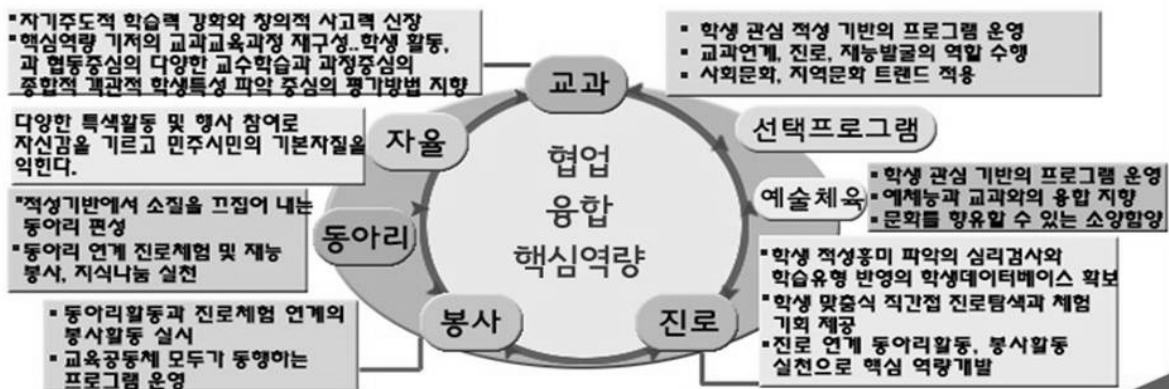 ▪ 자기주도적 학습력 강화와 창의적 사고력 신장
▪핵심역량 기저의 교과교육과정 재구성..학생 활동,
과 협동중심의 다양한 교수학습과 과정중심의
종합적 객관적 학생특성 파악 중심의 평가방법 지향
▪ 학생 관심 적성 기반의 프로그램 운영
▪ 교과연계, 진로, 재능발굴의 역할 수행
▪ 사회문화, 지역문화 트랜드 적용
교과
다양한 특색활동 및 행사 참여로
자신감을 기르고 민주시민의 기본자질을
익힌다.
자율
선택프로그램
협업
융합
핵심역량
▪적성기반에서 소질을 끄집어 내는
동아리 편성
▪ 동아리 연계 진로체험 및 재능
봉사, 지식나눔 실천
동아리
예술체육
▪ 학생 관심 기반의 프로그램 운영
▪ 예체능과 교과와의 융합 지향
▪ 문화를 향유할 수 있는 소양함양
▪ 동아리활동과 진로체험 연계의
봉사활동 실시
▪ 교육공동체 모두가 동행하는
프로그램 운영
봉사
진로
▪학생 적성흥미 파악의 심리검사와
학습유형 반영의 학생데이터베이스 확보
▪학생 맞춤식 직간접 진로탐색과 체험
기회 제공
▪진로 연계 동아리활동, 봉사활동
실천으로 핵심 역량개발